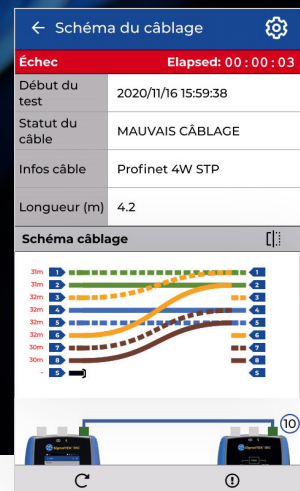 ← Schéma du câblage
Échec Elapsed: 00:00:03
Début du
test
2020/11/16 15:59:38
Statut du
câble
MAUVAIS CÂBLAGE
Infos câble Profinet 4W STP
Longueur (m) 4.2
Schéma câblage
31m 1 1
31m 2 2
32m 3 3
32m 4 4
32m 5 5
32m 6 6
30m 7 7
30m 8 8
- S S
10